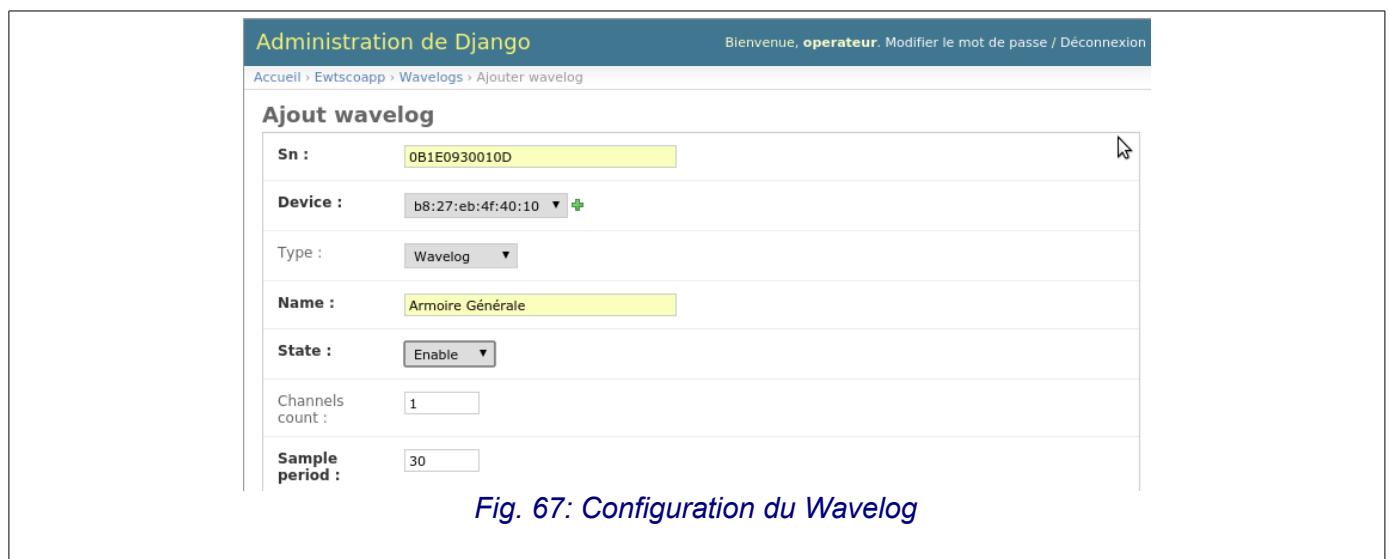 Administration de Django
Bienvenue, operateur. Modifier le mot de passe / Déconnexion
Accueil › Ewtscoapp › Wavelogs › Ajouter wavelog
Ajout wavelog
Sn : 0B1E0930010D
Device : b8:27:eb:4f:40:10
Type : Wavelog
Name : Armoire Générale
State : Enable
Channels
count : 1
Sample
period : 30
Fig. 67: Configuration du Wavelog